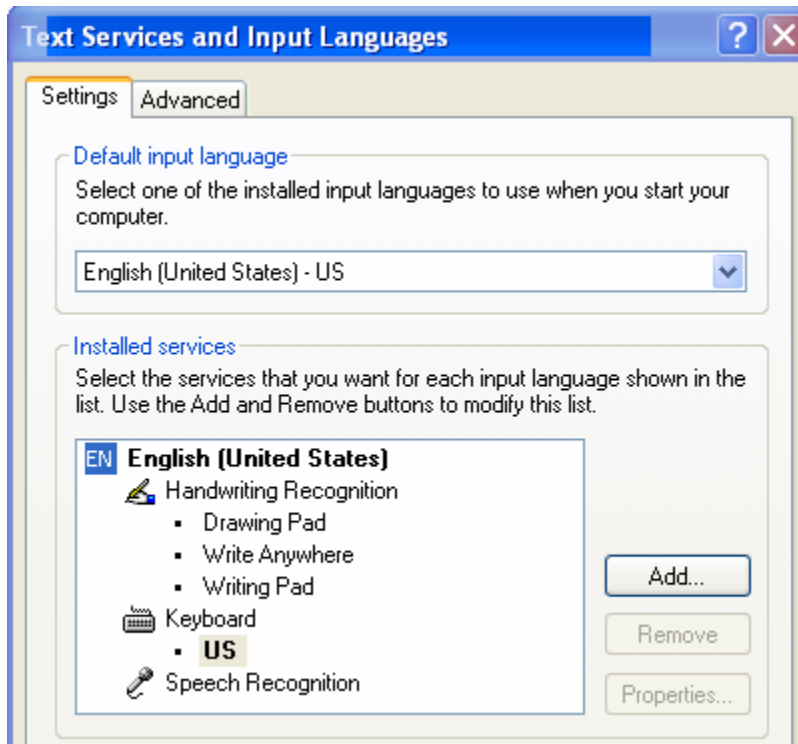 Text Services and Input Languages
Settings
Advanced
Default input language
Select one of the installed input languages to use when you start your
computer.
English (United States) - US
Installed services
Select the services that you want for each input language shown in the
list. Use the Add and Remove buttons to modify this list.
EN English (United States)
Handwriting Recognition
Drawing Pad
Write Anywhere
Writing Pad
Keyboard
US
Speech Recognition
Add...
Remove
Properties...